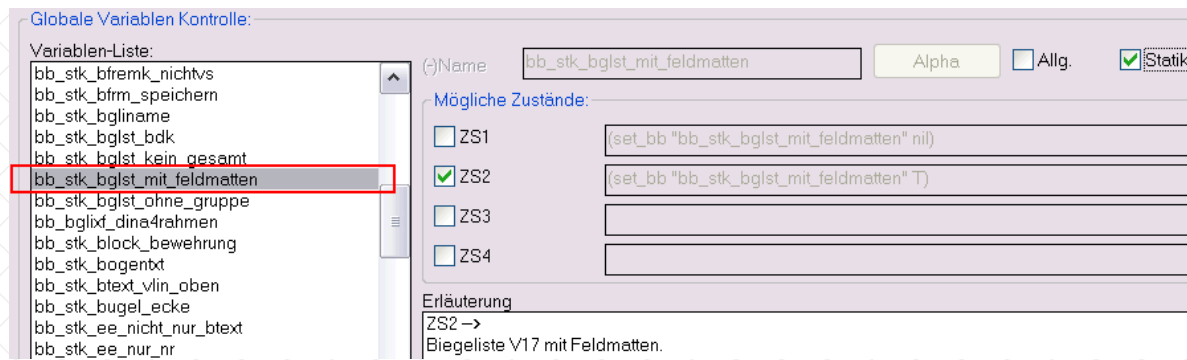 Globale Variablen Kontrolle:
Variablen-Liste:
bb_stk_bfremk_nichtvs
bb_stk_bfrm_speichern
bb_stk_bgliname
bb_stk_bglst_bdk
bb_stk_bglst_kein_gesamt
bb_stk_bglst_mit_feldmatten
bb_stk_bglst_ohne_gruppe
bb_bglixf_dina4rahmen
bb_stk_block_bewehrung
bb_stk_bogentxt
bb_stk_btext_vlin_oben
bb_stk_bugel_ecke
bb_stk_ee_nicht_nur_btext
bb_stk_ee_nur_nr
(-)Name bb_stk_bglst_mit_feldmatten Alpha Allg. Statik
Mögliche Zustände:
ZS1 (set_bb "bb_stk_bglst_mit_feldmatten" nil)
ZS2 (set_bb "bb_stk_bglst_mit_feldmatten" T)
ZS3
ZS4
Erläuterung
ZS2 -->
Biegeliste V17 mit Feldmatten.